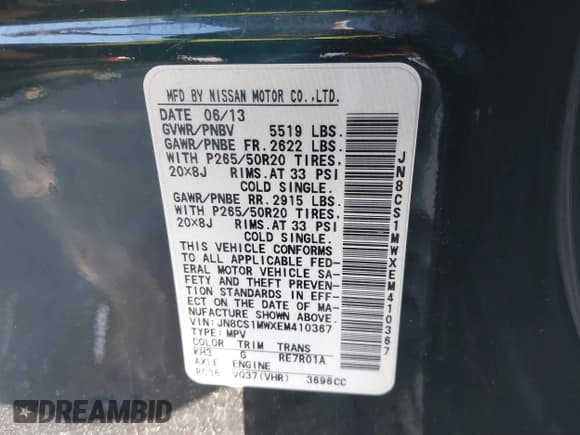 MFD BY NISSAN MOTOR CO.,LTD.
DATE 06/13
GVWR/PNBV 5519 LBS.
GAWR/PNBE FR. 2622 LBS.
WITH P265/50R20 TIRES,
20X8J RIMS.AT 33 PSI
COLD SINGLE.
GAWR/PNBE RR. 2915 LBS.
WITH P265/50R20 TIRES,
20X8J RIMS.AT 33 PSI
COLD SINGLE.
THIS VEHICLE CONFORMS
TO ALL APPLICABLE FED-
ERAL MOTOR VEHICLE SA-
FETY AND THEFT PREVEN-
TION STANDARDS IN EFF-
ECT ON THE DATE OF MA-
NUFACTURE SHOWN ABOVE.
VIN:JN8CS1MWXEM410367
TYPE:MPV
COLOR TRIM TRANS
KH3 G RE7R01A
AXLE ENGINE
RC36 VQ37(VHR) 3696CC
JN8CS1MWXEM410367
DREAMBID